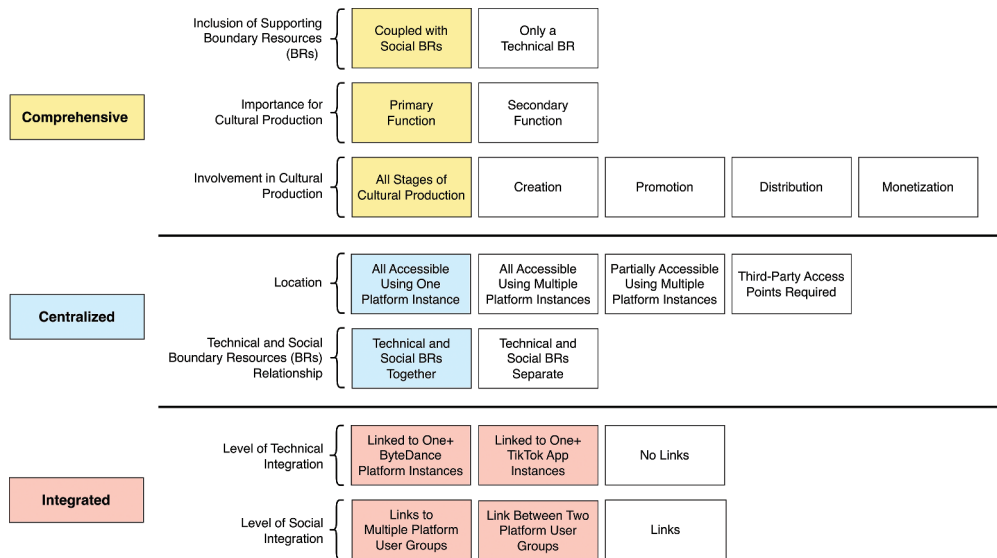 Inclusion of Supporting
Boundary Resources
(BRs)
Coupled with
Social BRs
Only a
Technical BR
Comprehensive
Importance for
Cultural Production
Primary
Function
Secondary
Function
Involvement in Cultural
Production
All Stages of
Cultural Production
Creation
Promotion
Distribution
Monetization
Centralized
Location
All Accessible
Using One
Platform Instance
All Accessible
Using Multiple
Platform Instances
Partially Accessible
Using Multiple
Platform Instances
Third-Party Access
Points Required
Technical and Social
Boundary Resources (BRs)
Relationship
Technical and
Social BRs
Together
Technical and
Social BRs
Separate
Integrated
Level of Technical
Integration
Linked to One+
ByteDance
Platform Instances
Linked to One+
TikTok App
Instances
No Links
Level of Social
Integration
Links to
Multiple Platform
User Groups
Link Between Two
Platform User
Groups
Links